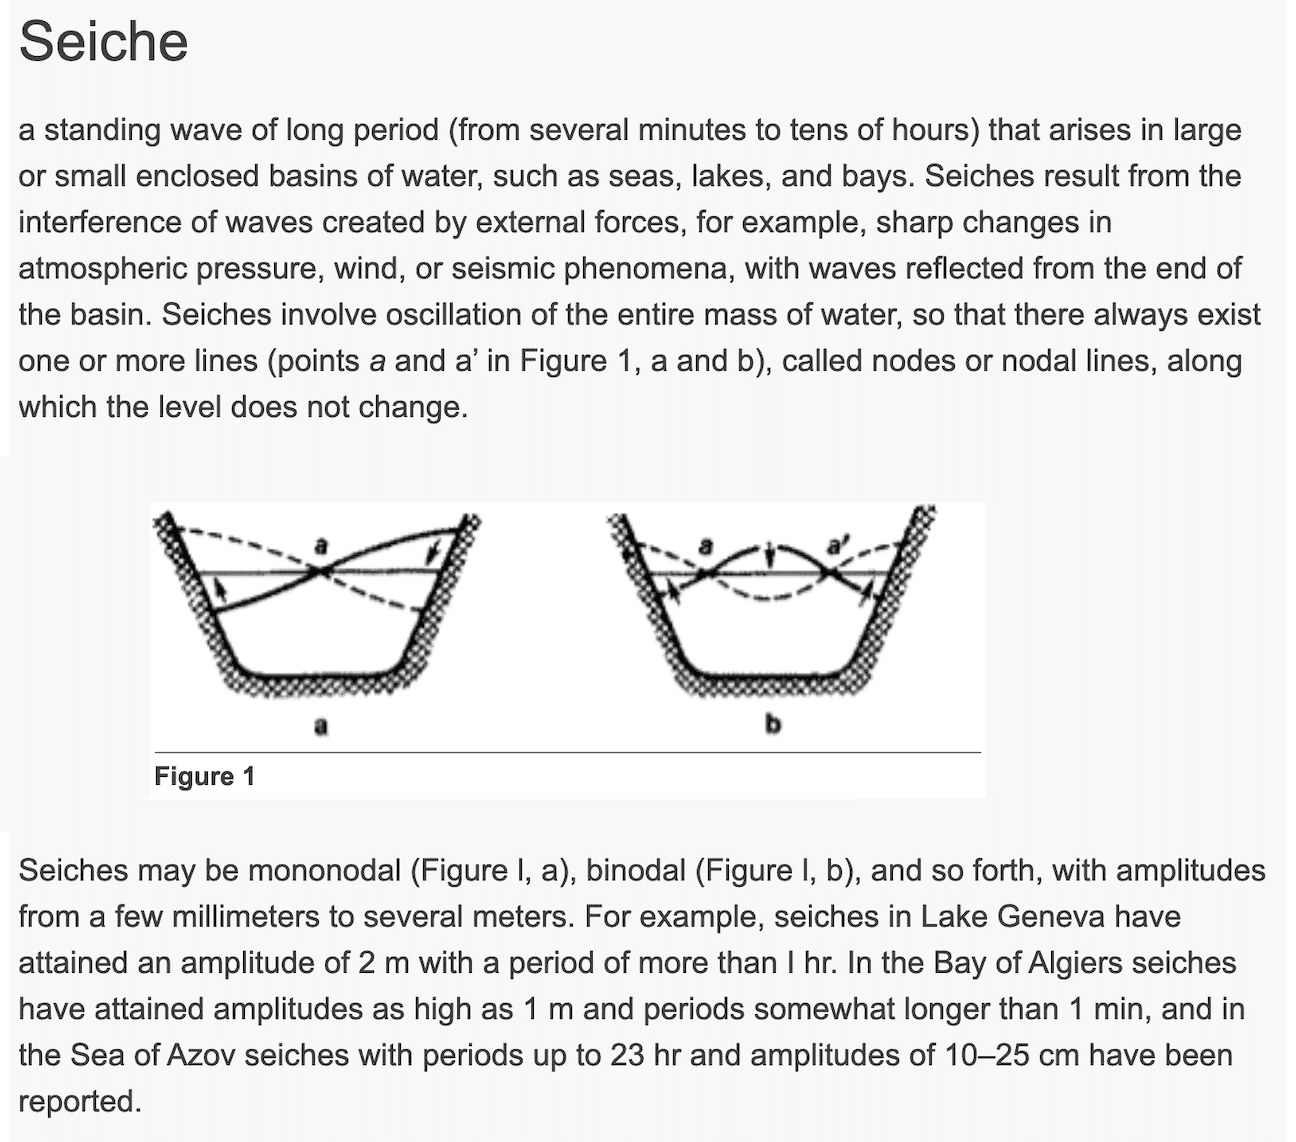 Seiche
a standing wave of long period (from several minutes to tens of hours) that arises in large
or small enclosed basins of water, such as seas, lakes, and bays. Seiches result from the
interference of waves created by external forces, for example, sharp changes in
atmospheric pressure, wind, or seismic phenomena, with waves reflected from the end of
the basin. Seiches involve oscillation of the entire mass of water, so that there always exist
one or more lines (points a and a’ in Figure 1, a and b), called nodes or nodal lines, along
which the level does not change.
a
a a'
a
b
Figure 1
Seiches may be mononodal (Figure I, a), binodal (Figure I, b), and so forth, with amplitudes
from a few millimeters to several meters. For example, seiches in Lake Geneva have
attained an amplitude of 2 m with a period of more than I hr. In the Bay of Algiers seiches
have attained amplitudes as high as 1 m and periods somewhat longer than 1 min, and in
the Sea of Azov seiches with periods up to 23 hr and amplitudes of 10–25 cm have been
reported.